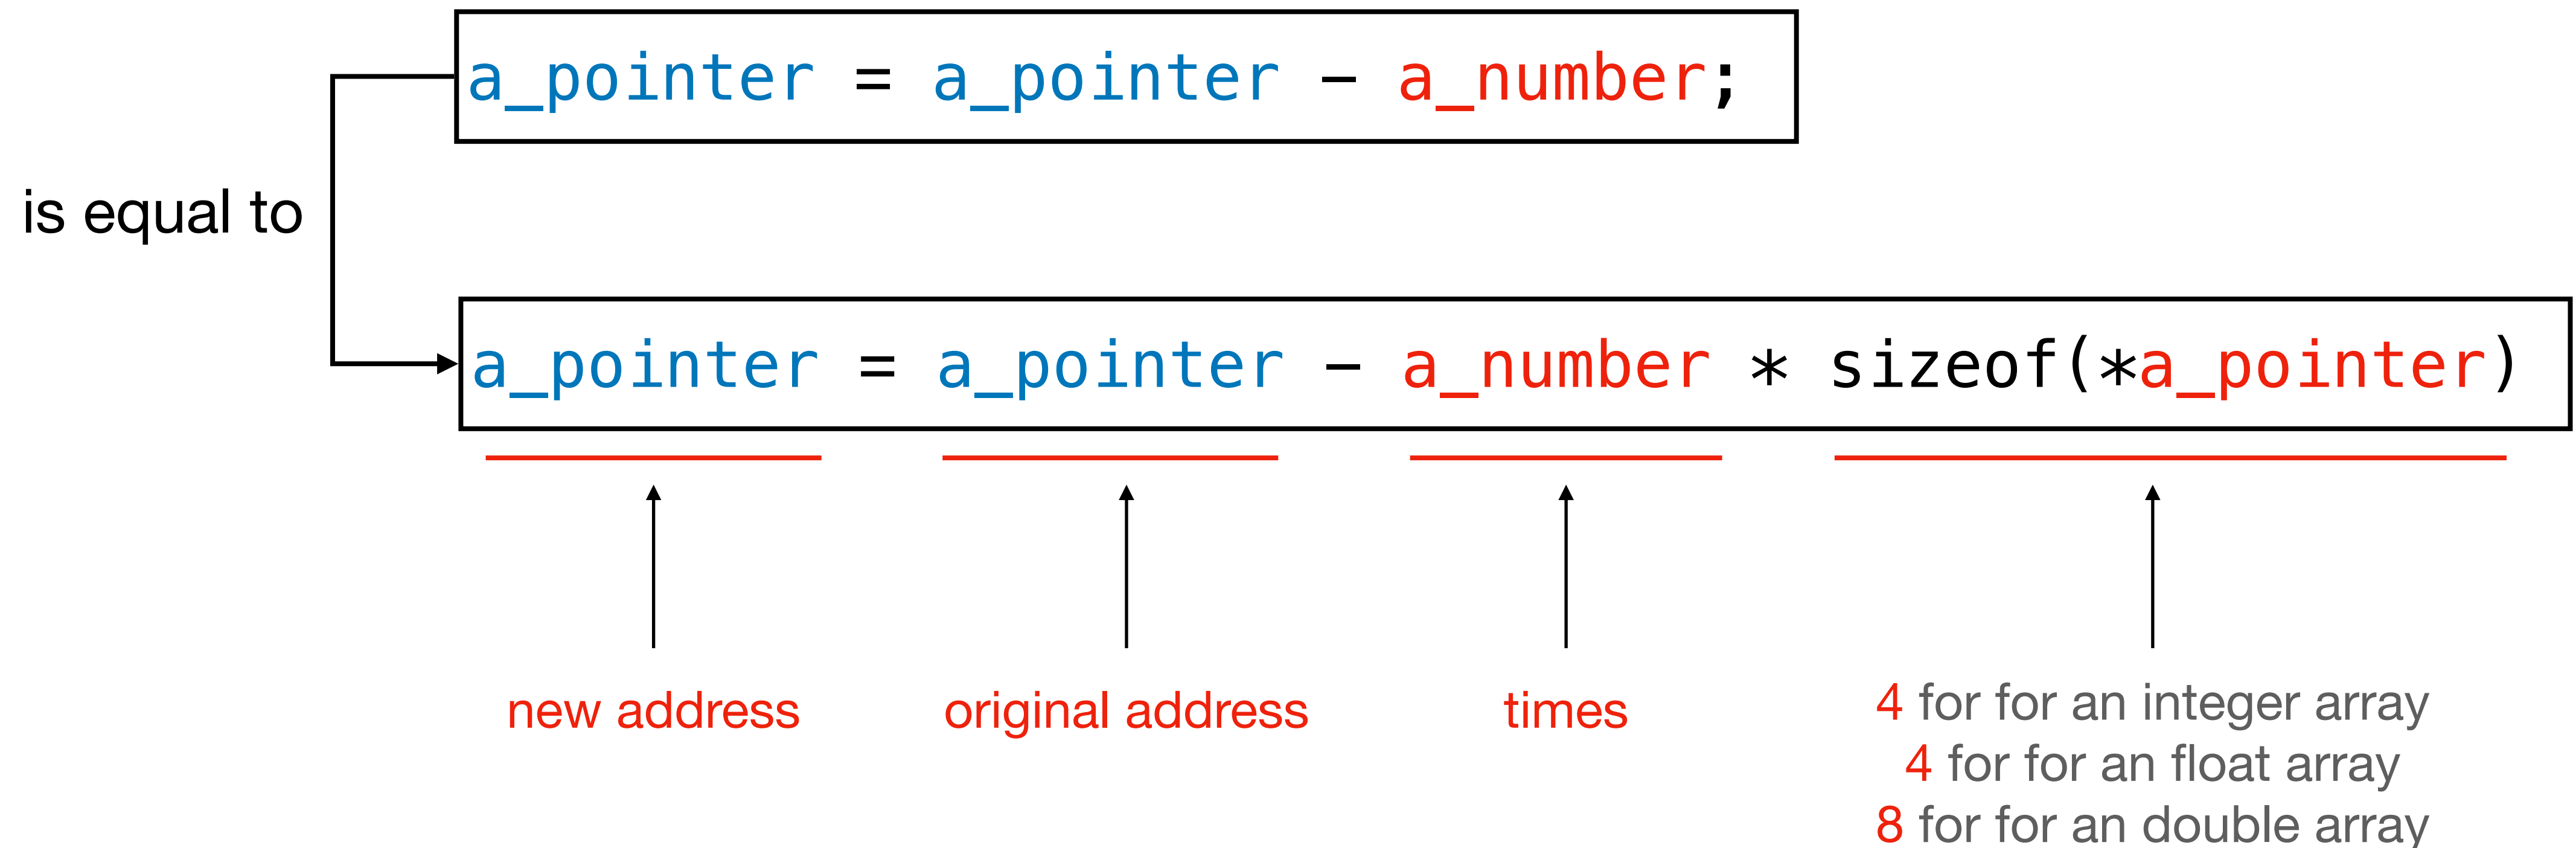 a_pointer = a_pointer - a_number;
is equal to
a_pointer = a_pointer - a_number * sizeof(*a_pointer)
new address
original address
times
4 for for an integer array
4 for for an float array
8 for for an double array